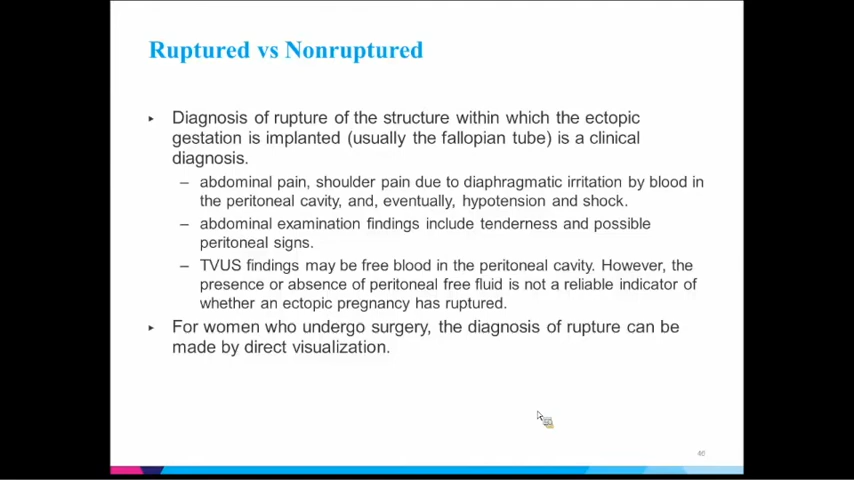 Ruptured vs Nonruptured
▸ Diagnosis of rupture of the structure within which the ectopic
gestation is implanted (usually the fallopian tube) is a clinical
diagnosis.
– abdominal pain, shoulder pain due to diaphragmatic irritation by blood in
the peritoneal cavity, and, eventually, hypotension and shock.
– abdominal examination findings include tenderness and possible
peritoneal signs.
– TVUS findings may be free blood in the peritoneal cavity. However, the
presence or absence of peritoneal free fluid is not a reliable indicator of
whether an ectopic pregnancy has ruptured.
▸ For women who undergo surgery, the diagnosis of rupture can be
made by direct visualization.
46